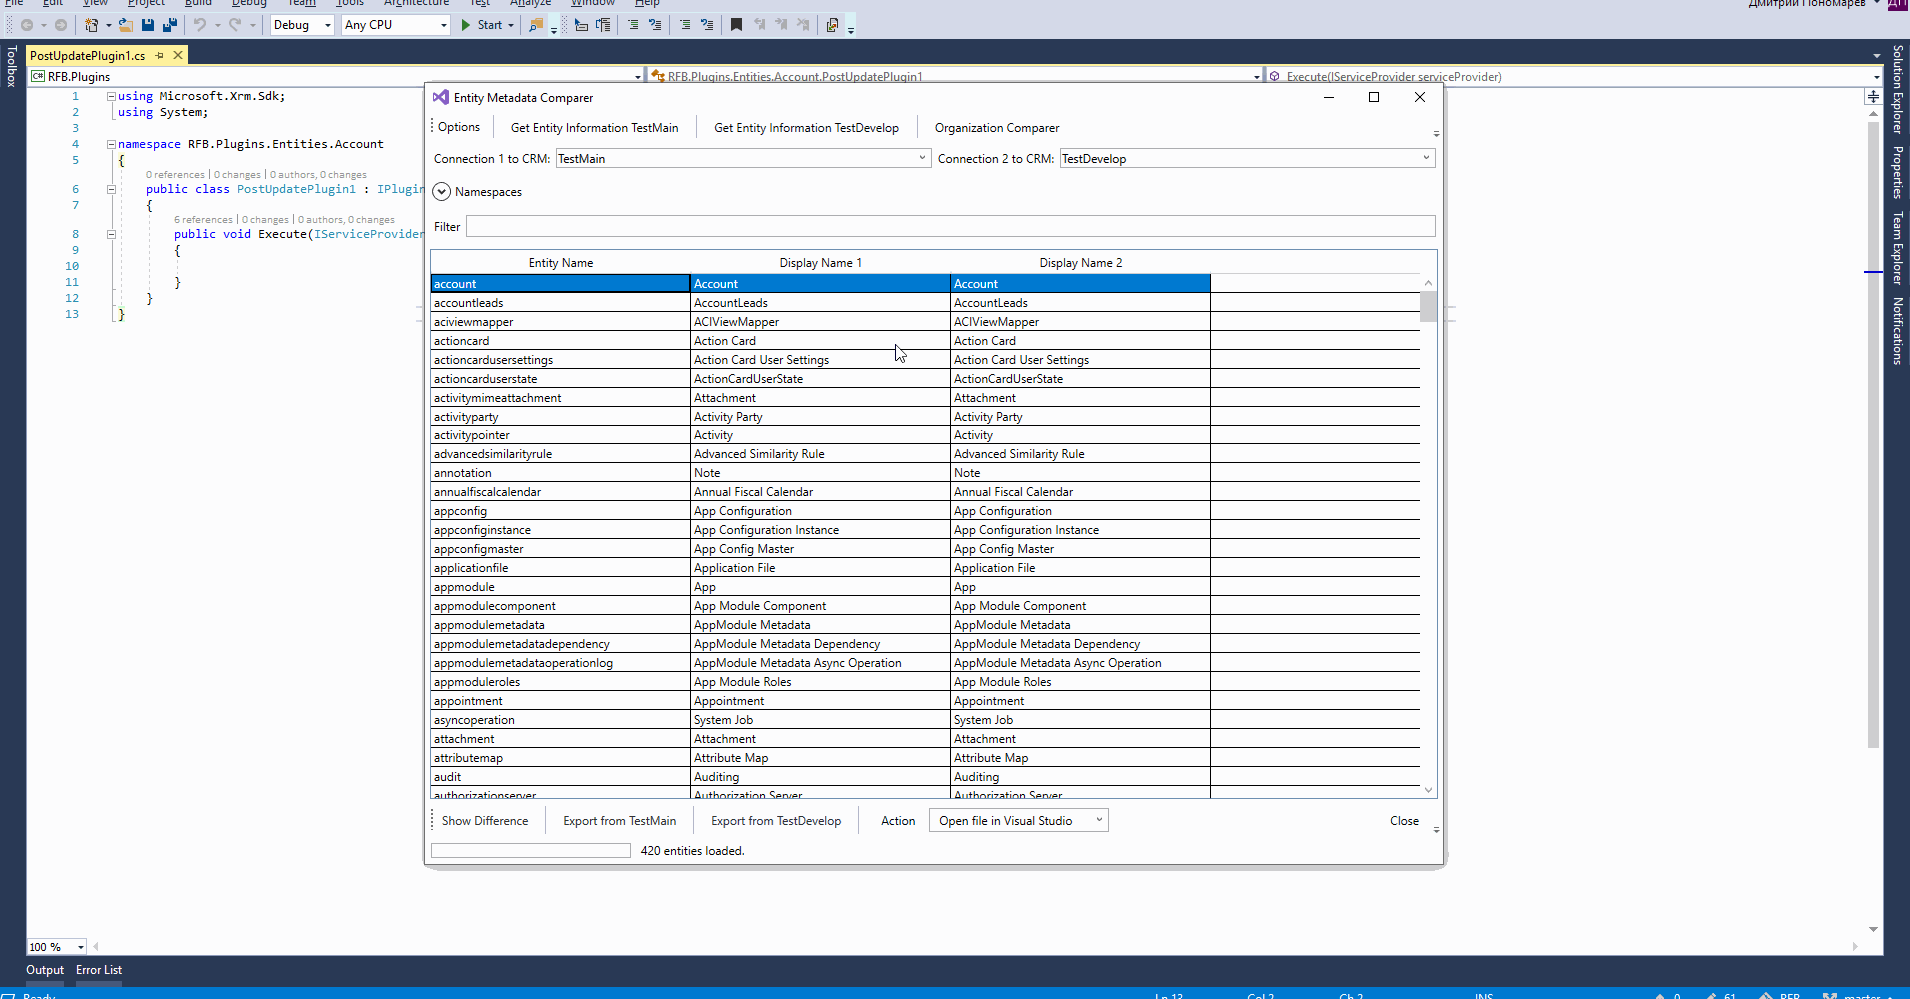 File Edit View Project Build Debug Team Tools Architecture Test Analyze Window Help
Дмитрий Пономарев ДП
Debug Any CPU Start
Toolbox
PostUpdatePlugin1.cs
RFB.Plugins RFB.Plugins.Entities.Account.PostUpdatePlugin1 Execute(IServiceProvider serviceProvider)
1 using Microsoft.Xrm.Sdk;
2 using System;
3
4 namespace RFB.Plugins.Entities.Account
5 {
0 references | 0 changes | 0 authors, 0 changes
6 public class PostUpdatePlugin1 : IPlugin
7 {
6 references | 0 changes | 0 authors, 0 changes
8 public void Execute(IServiceProvider
9 {
10
11 }
12 }
13 }
Entity Metadata Comparer
Options Get Entity Information TestMain Get Entity Information TestDevelop Organization Comparer
Connection 1 to CRM: TestMain Connection 2 to CRM: TestDevelop
Namespaces
Filter
Entity Name Display Name 1 Display Name 2
account Account Account
accountleads AccountLeads AccountLeads
aciviewmapper ACIViewMapper ACIViewMapper
actioncard Action Card Action Card
actioncardusersettings Action Card User Settings Action Card User Settings
actioncarduserstate ActionCardUserState ActionCardUserState
activitymimeattachment Attachment Attachment
activityparty Activity Party Activity Party
activitypointer Activity Activity
advancedsimilarityrule Advanced Similarity Rule Advanced Similarity Rule
annotation Note Note
annualfiscalcalendar Annual Fiscal Calendar Annual Fiscal Calendar
appconfig App Configuration App Configuration
appconfiginstance App Configuration Instance App Configuration Instance
appconfigmaster App Config Master App Config Master
applicationfile Application File Application File
appmodule App App
appmodulecomponent App Module Component App Module Component
appmodulemetadata AppModule Metadata AppModule Metadata
appmodulemetadatadependency AppModule Metadata Dependency AppModule Metadata Dependency
appmodulemetadataoperationlog AppModule Metadata Async Operation AppModule Metadata Async Operation
appmoduleroles App Module Roles App Module Roles
appointment Appointment Appointment
asyncoperation System Job System Job
attachment Attachment Attachment
attributemap Attribute Map Attribute Map
audit Auditing Auditing
authorizationserver Authorization Server Authorization Server
Show Difference Export from TestMain Export from TestDevelop Action Open file in Visual Studio Close
420 entities loaded.
Solution Explorer
Properties
Team Explorer
Notifications
100 %
Output Error List
Ready Ln 13 Col 2 Ch 2 INS 0 61 RFB master